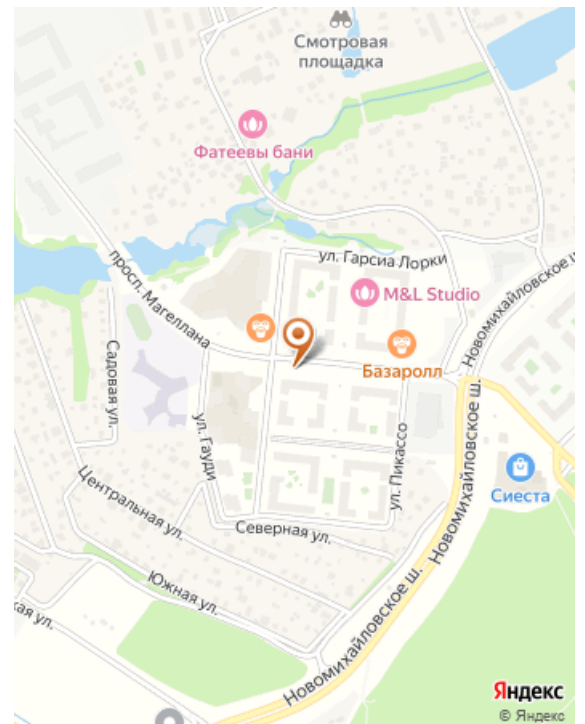 Смотровая
площадка
Фатеевы бани
ул. Гарсиа Лорки
просп. Магеллана
M&L Studio
Новомихайловское ш.
Базаролл
Садовая ул.
ул. Гауди
ул. Пикассо
Сиеста
Центральная ул.
Северная ул.
Новомихайловское ш.
Южная ул.
кая ул.
Новомихайловское ш.
Яндекс
© Яндекс